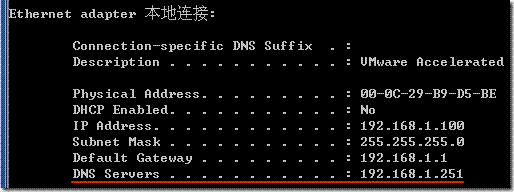 Ethernet adapter 本地连接:
Connection-specific DNS Suffix . :
Description . . . . . . . . . . . : VMware Accelerated
Physical Address. . . . . . . . . : 00-0C-29-B9-D5-BE
DHCP Enabled. . . . . . . . . . . : No
IP Address. . . . . . . . . . . . : 192.168.1.100
Subnet Mask . . . . . . . . . . . : 255.255.255.0
Default Gateway . . . . . . . . . : 192.168.1.1
DNS Servers . . . . . . . . . . . : 192.168.1.251